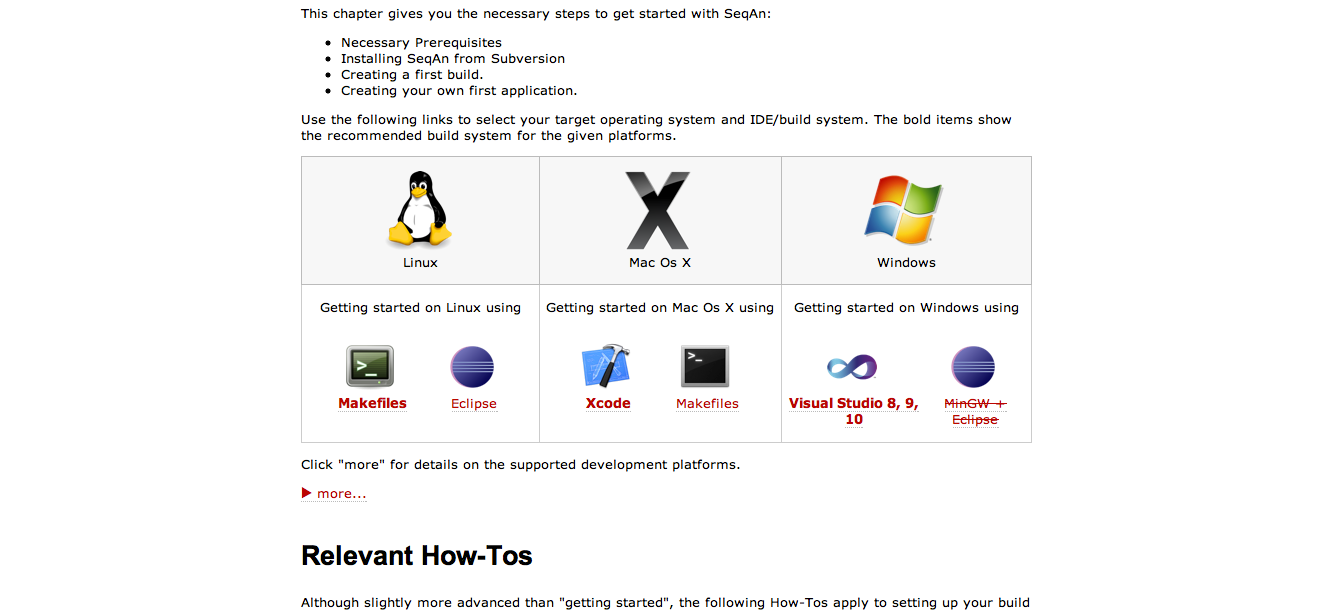 This chapter gives you the necessary steps to get started with SeqAn:
Necessary Prerequisites
Installing SeqAn from Subversion
Creating a first build.
Creating your own first application.
Use the following links to select your target operating system and IDE/build system. The bold items show
the recommended build system for the given platforms.
Linux
Mac Os X
Windows
Getting started on Linux using
Makefiles
Eclipse
Getting started on Mac Os X using
Xcode
Makefiles
Getting started on Windows using
Visual Studio 8, 9,
10
MinGW +
Eclipse
Click "more" for details on the supported development platforms.
more...
Relevant How-Tos
Although slightly more advanced than "getting started", the following How-Tos apply to setting up your build